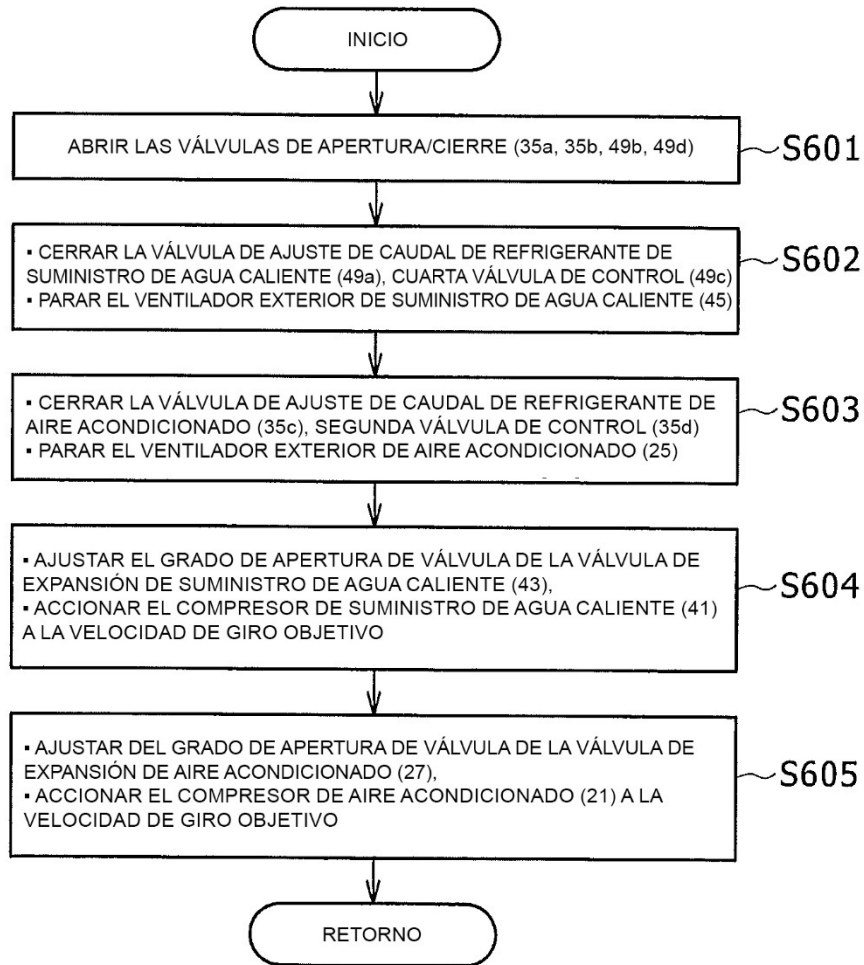 INICIO
ABRIR LAS VÁLVULAS DE APERTURA/CIERRE (35a, 35b, 49b, 49d)
S601
▪ CERRAR LA VÁLVULA DE AJUSTE DE CAUDAL DE REFRIGERANTE DE
SUMINISTRO DE AGUA CALIENTE (49a), CUARTA VÁLVULA DE CONTROL (49c)
▪ PARAR EL VENTILADOR EXTERIOR DE SUMINISTRO DE AGUA CALIENTE (45)
S602
▪ CERRAR LA VÁLVULA DE AJUSTE DE CAUDAL DE REFRIGERANTE DE
AIRE ACONDICIONADO (35c), SEGUNDA VÁLVULA DE CONTROL (35d)
▪ PARAR EL VENTILADOR EXTERIOR DE AIRE ACONDICIONADO (25)
S603
▪ AJUSTAR EL GRADO DE APERTURA DE VÁLVULA DE LA VÁLVULA DE
EXPANSIÓN DE SUMINISTRO DE AGUA CALIENTE (43),
▪ ACCIONAR EL COMPRESOR DE SUMINISTRO DE AGUA CALIENTE (41)
A LA VELOCIDAD DE GIRO OBJETIVO
S604
▪ AJUSTAR DEL GRADO DE APERTURA DE VÁLVULA DE LA VÁLVULA DE
EXPANSIÓN DE AIRE ACONDICIONADO (27),
▪ ACCIONAR EL COMPRESOR DE AIRE ACONDICIONADO (21) A LA
VELOCIDAD DE GIRO OBJETIVO
S605
RETORNO